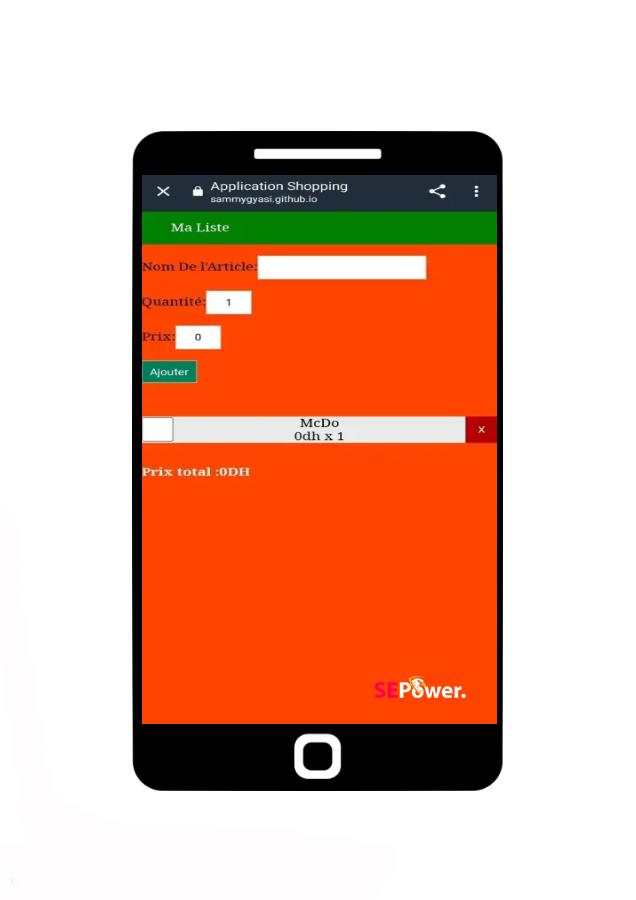 Application Shopping
sammygyasi.github.io
Ma Liste
Nom De l'Article:
Quantité: 1
Prix: 0
Ajouter
McDo
0dh x 1
x
Prix total :0DH
SEPower.